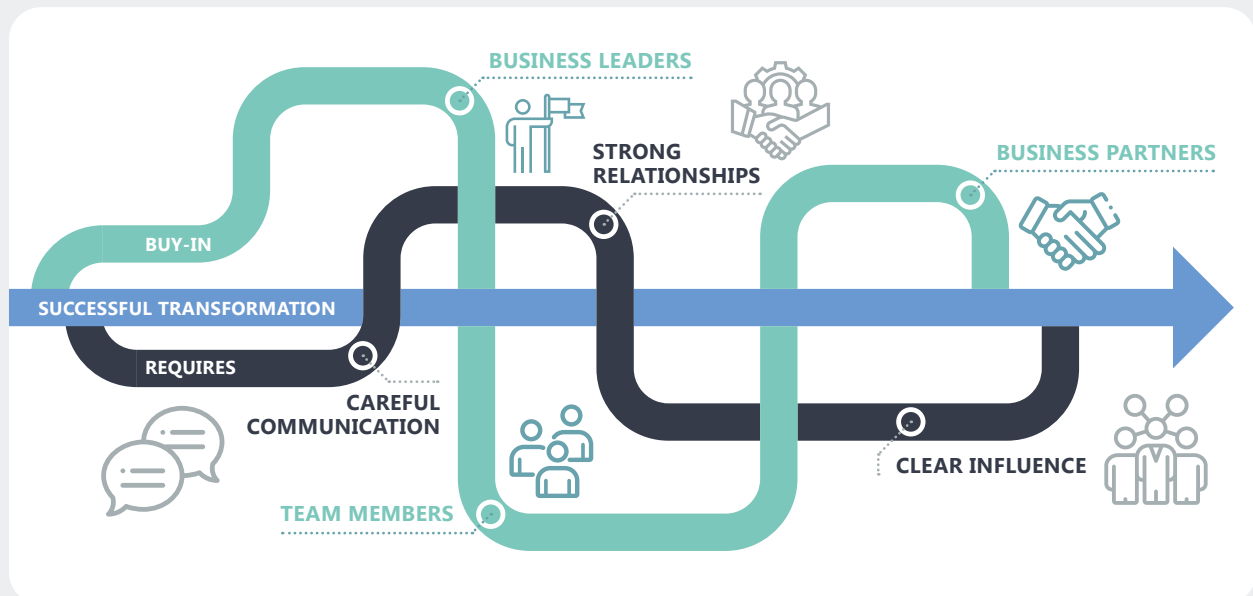 BUSINESS LEADERS
STRONG
RELATIONSHIPS
BUSINESS PARTNERS
BUY-IN
SUCCESSFUL TRANSFORMATION
REQUIRES
CAREFUL
COMMUNICATION
CLEAR INFLUENCE
TEAM MEMBERS